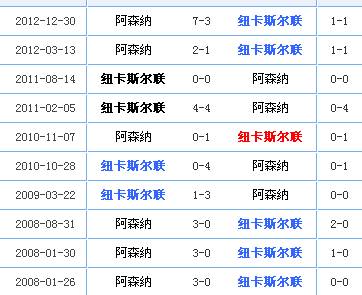 2012-12-30 阿森纳 7-3 纽卡斯尔联 1-1
2012-03-13 阿森纳 2-1 纽卡斯尔联 1-1
2011-08-14 纽卡斯尔联 0-0 阿森纳 0-0
2011-02-05 纽卡斯尔联 4-4 阿森纳 0-4
2010-11-07 阿森纳 0-1 纽卡斯尔联 0-1
2010-10-28 纽卡斯尔联 0-4 阿森纳 0-1
2009-03-22 纽卡斯尔联 1-3 阿森纳 0-0
2008-08-31 阿森纳 3-0 纽卡斯尔联 2-0
2008-01-30 阿森纳 3-0 纽卡斯尔联 1-0
2008-01-26 阿森纳 3-0 纽卡斯尔联 0-0